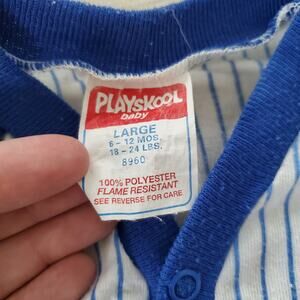 PLAYSKOOL
baby
LARGE
6 - 12 MOS.
18 - 24 LBS.
8960
100% POLYESTER
FLAME RESISTANT
SEE REVERSE FOR CARE